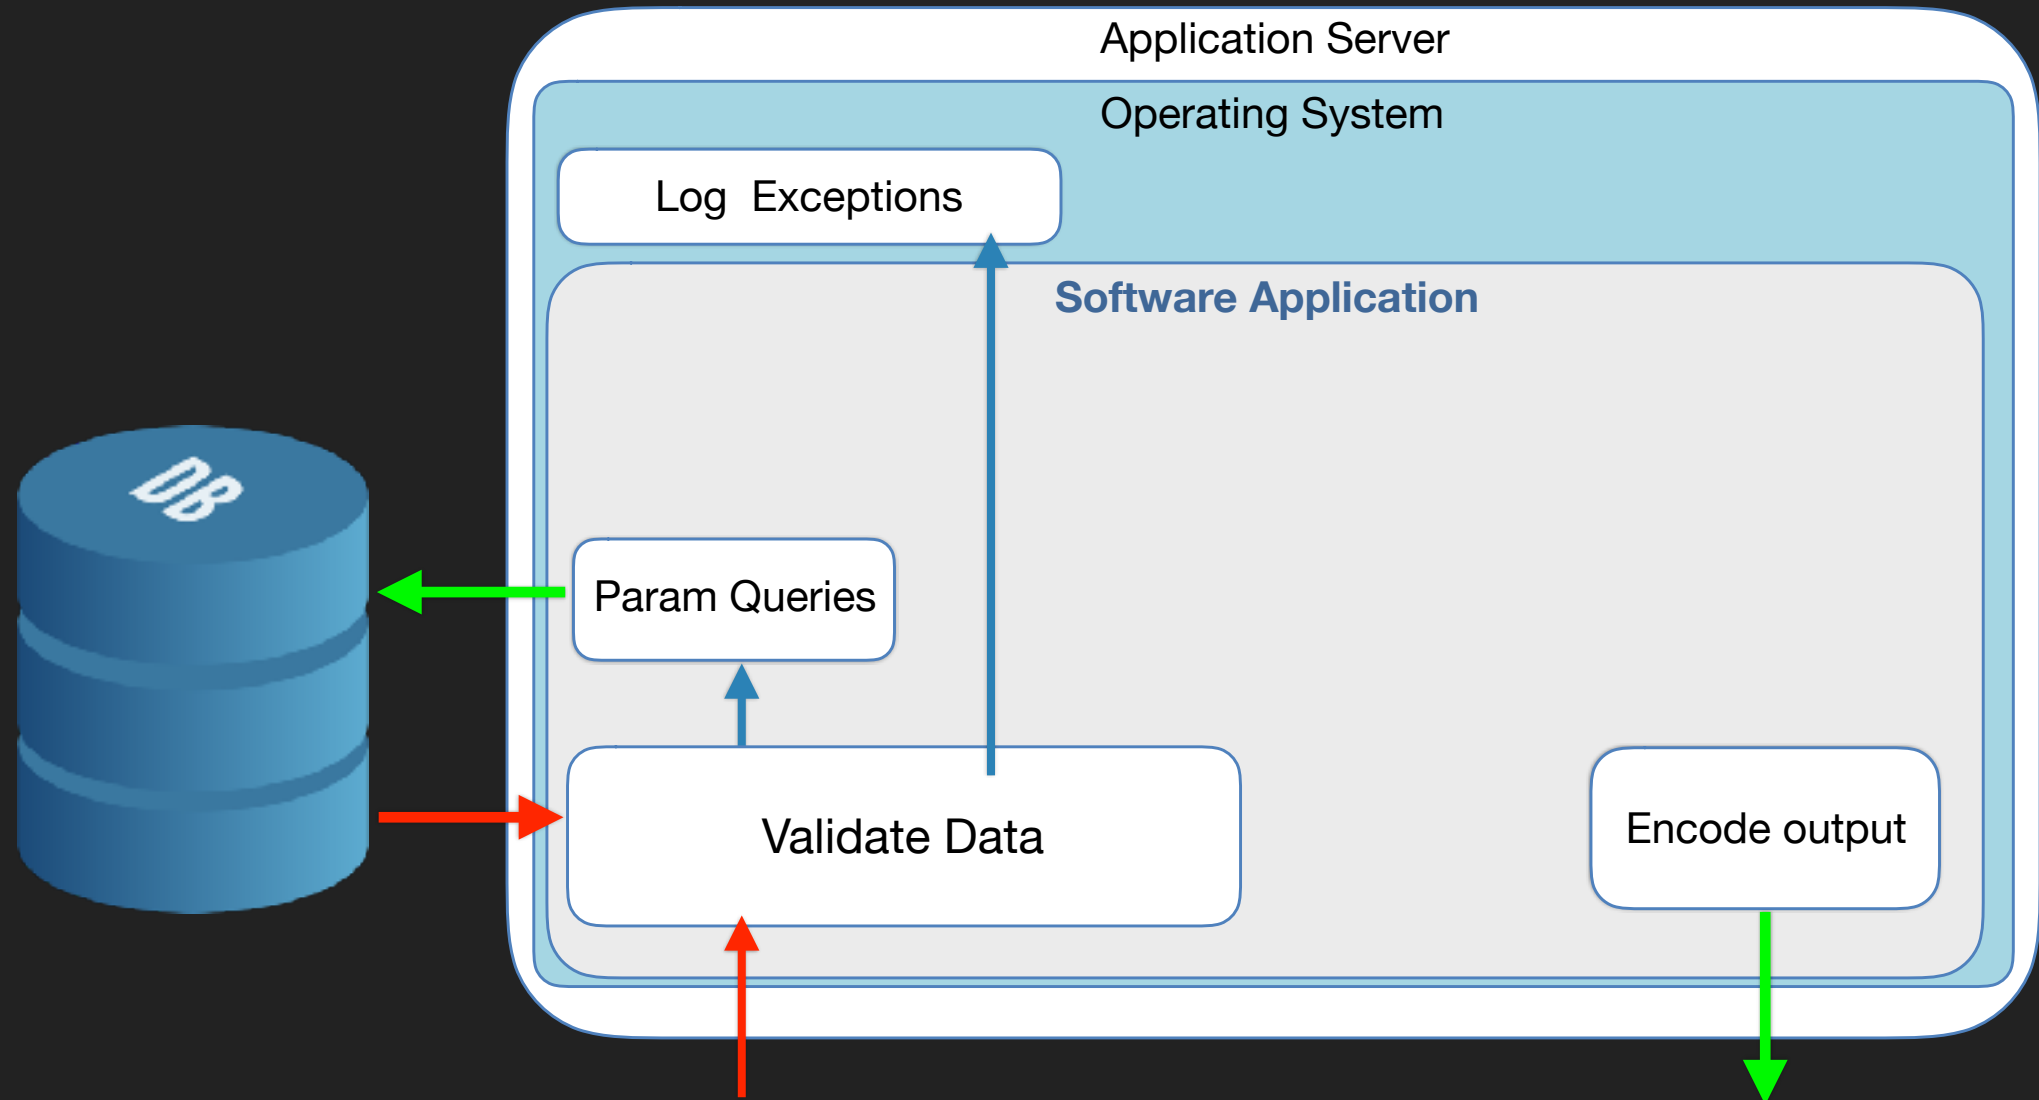 Application Server
Operating System
Log  Exceptions
Software Application
DB
Param Queries
Validate Data
Encode output